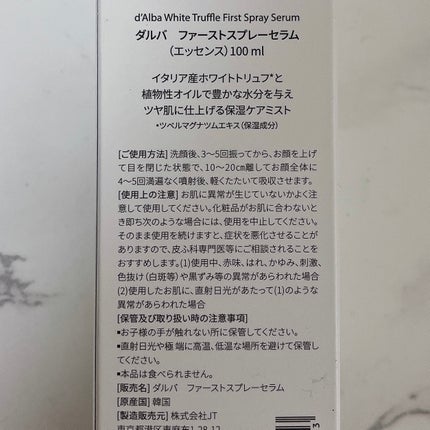 d'Alba White Truffle First Spray Serum
ダルバ　ファーストスプレーセラム
（エッセンス）100 ml
イタリア産ホワイトトリュフ*と
植物性オイルで豊かな水分を与え
ツヤ肌に仕上げる保湿ケアミスト
*ツベルマグナツムエキス（保湿成分）
[ご使用方法] 洗顔後、3～5回振ってから、お顔を上げ
て目を閉じた状態で、10～20㎝離してお顔全体に
4～5回満遍なく噴射後、軽くたたいて吸収させます。
[使用上の注意] お肌に異常が生じていないかよく注
意して使用してください。化粧品がお肌に合わないと
き即ち次のような場合には、使用を中止してください。
そのまま使用を続けますと、症状を悪化させることが
ありますので、皮ふ科専門医等にご相談されることを
おすすめします。(1)使用中、赤味、はれ、かゆみ、刺激、
色抜け(白斑等)や黒ずみ等の異常があらわれた場合
(2)使用したお肌に、直射日光があたって(1)のような
異常があらわれた場合
[保管及び取り扱い時の注意事項]
■お子様の手が触れない所に保管してください。
■直射日光や極端に高温、低温な場所を避けて保管し
てください。
■本品は食べられません。
[販売名] ダルバ　ファーストスプレーセラム
[原産国] 韓国
[製造販売元] 株式会社JT
東京都台東区東麻布1-28-12